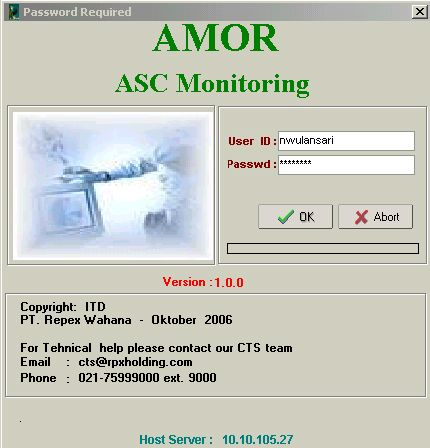 Password Required
AMOR
ASC Monitoring
User ID : nwulansari
Passwd : ********
OK
Abort
Version : 1.0.0
Copyright: ITD
PT. Repex Wahana - Oktober 2006
For Tehnical help please contact our CTS team
Email : cts@rpxholding.com
Phone : 021-75999000 ext. 9000
Host Server : 10.10.105.27